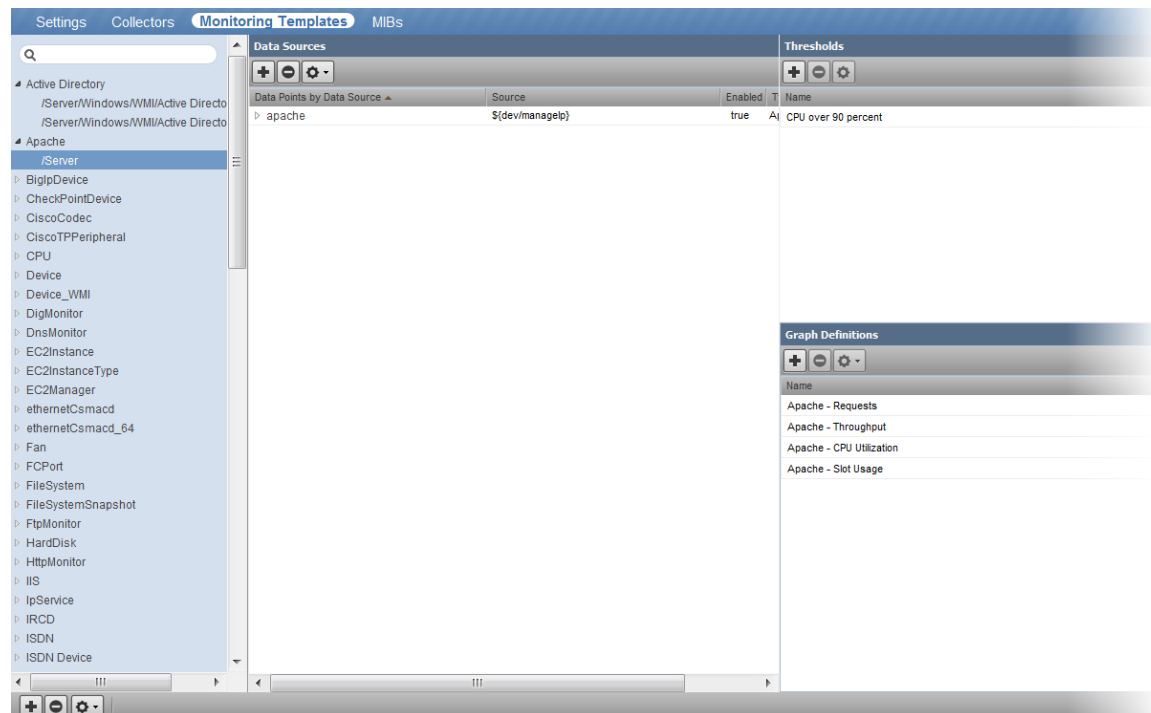 Settings Collectors Monitoring Templates MIBs
Active Directory
/Server/Windows/WMI/Active Directo
/Server/Windows/WMI/Active Directo
Apache
/Server
BigIpDevice
CheckPointDevice
CiscoCodec
CiscoTPPeripheral
CPU
Device
Device_WMI
DigMonitor
DnsMonitor
EC2Instance
EC2InstanceType
EC2Manager
ethernetCsmacd
ethernetCsmacd_64
Fan
FCPort
FileSystem
FileSystemSnapshot
FtpMonitor
HardDisk
HttpMonitor
IIS
IpService
IRCD
ISDN
ISDN Device
Data Sources
Data Points by Data Source Source Enabled T
apache ${dev/manageIp} true Ap
Thresholds
Name
CPU over 90 percent
Graph Definitions
Name
Apache - Requests
Apache - Throughput
Apache - CPU Utilization
Apache - Slot Usage